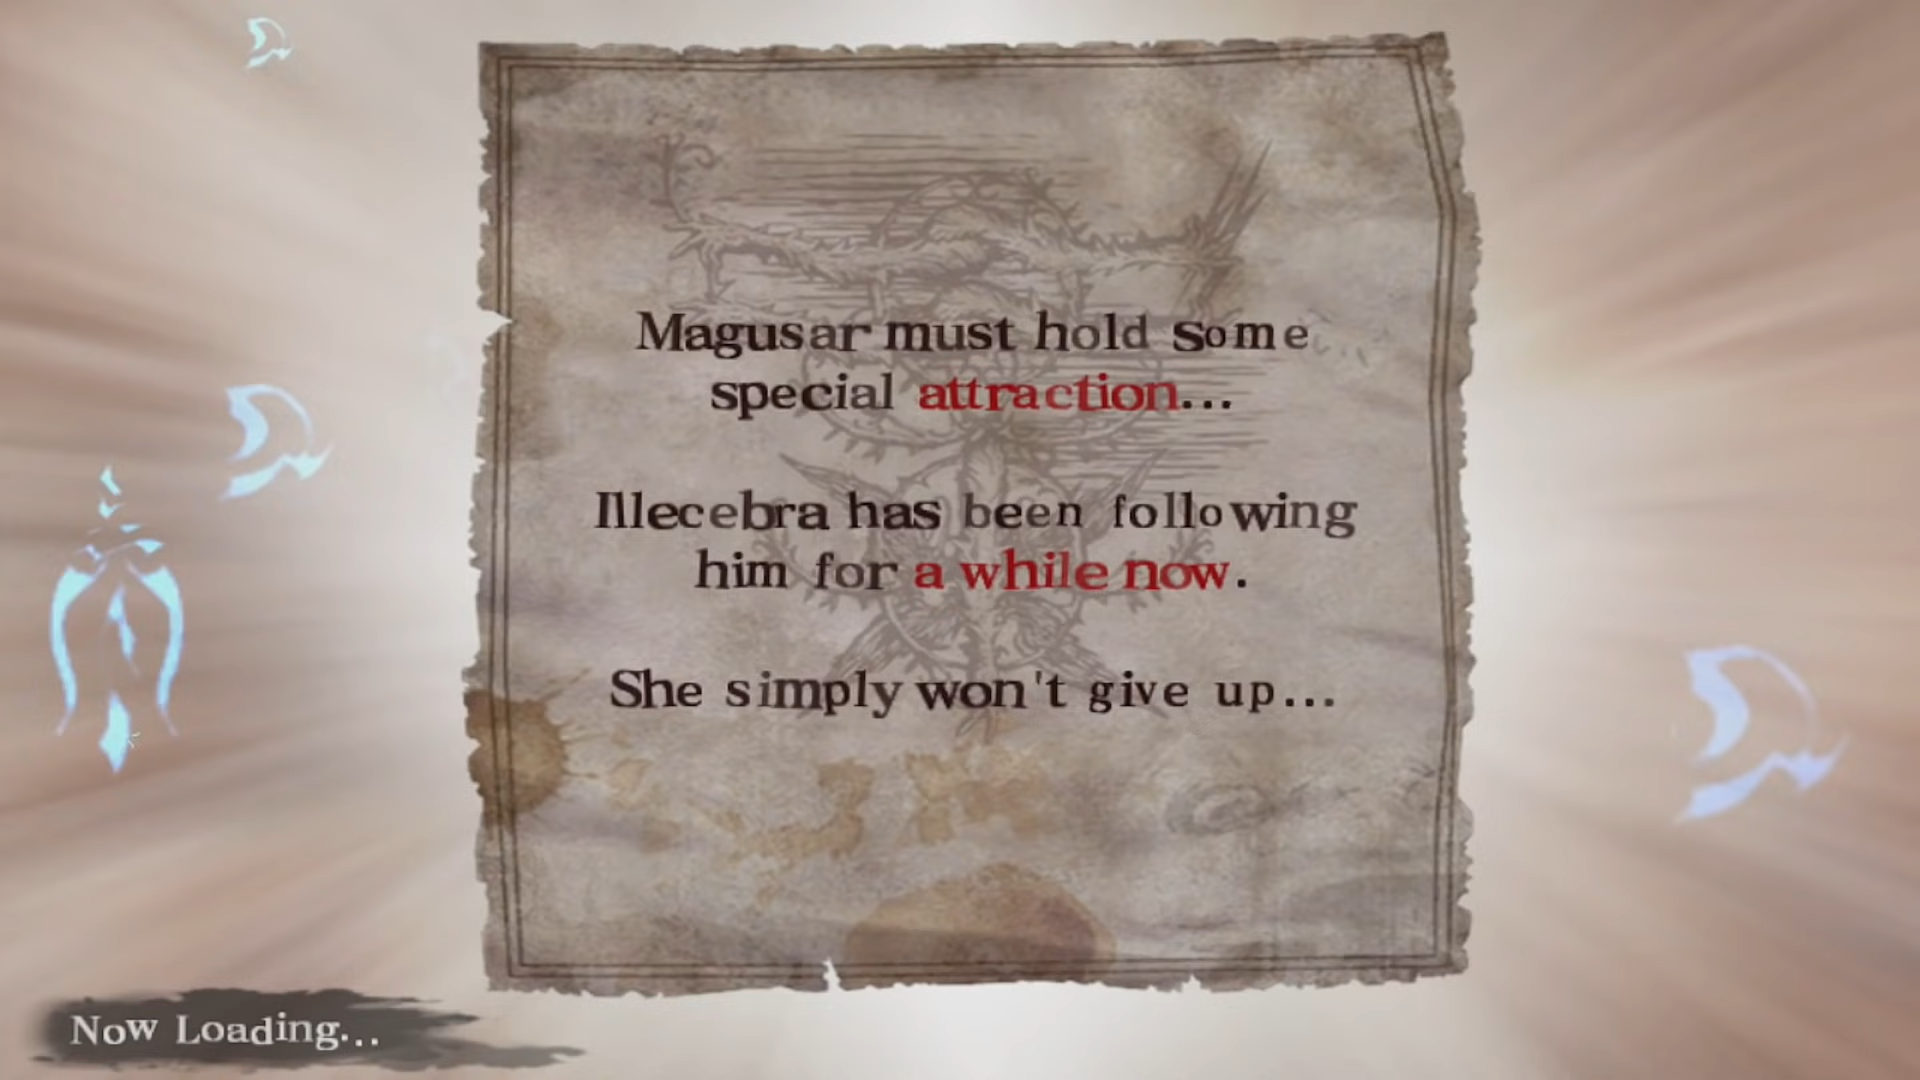 Magusar must hold some
special attraction...
Illecebra has been following
him for a while now.
She simply won't give up...
Now Loading...